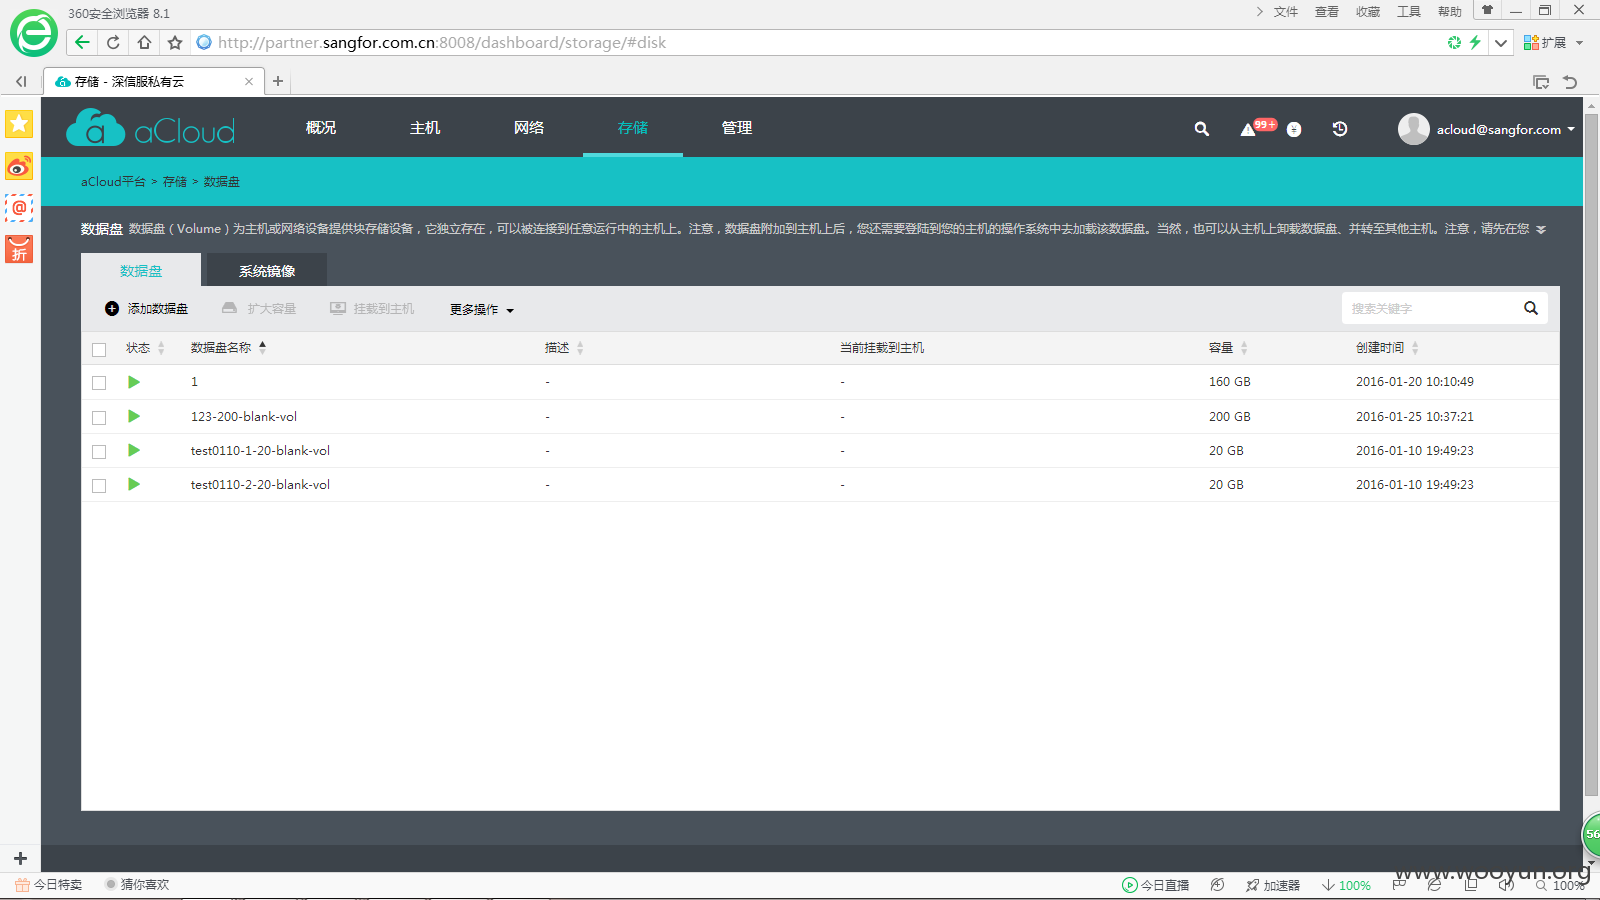 360安全浏览器 8.1
文件 查看 收藏 工具 帮助
http://partner.sangfor.com.cn:8008/dashboard/storage/#disk
扩展
存储 - 深信服私有云
aCloud
概况 主机 网络 存储 管理
99+
acloud@sangfor.com
aCloud平台 > 存储 > 数据盘
数据盘 数据盘（Volume）为主机或网络设备提供块存储设备，它独立存在，可以被连接到任意运行中的主机上。注意，数据盘附加到主机上后，您还需要登陆到您的主机的操作系统中去加载该数据盘。当然，也可以从主机上卸载数据盘、并转至其他主机。注意，请先在您
数据盘 系统镜像
添加数据盘 扩大容量 挂载到主机 更多操作
搜索关键字
状态 数据盘名称 描述 当前挂载到主机 容量 创建时间
1 - - 160 GB 2016-01-20 10:10:49
123-200-blank-vol - - 200 GB 2016-01-25 10:37:21
test0110-1-20-blank-vol - - 20 GB 2016-01-10 19:49:23
test0110-2-20-blank-vol - - 20 GB 2016-01-10 19:49:23
折
56
今日特卖 猜你喜欢
今日直播 加速器 100% 100%
www.wooyun.org